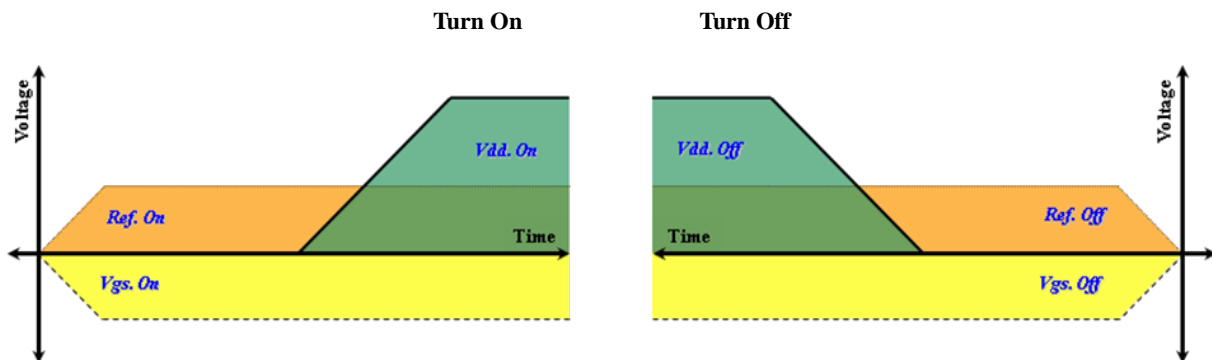 Turn On
Turn Off
Voltage
Vdd. On
Ref. On
Time
Vgs. On
Voltage
Vdd. Off
Ref. Off
Time
Vgs. Off